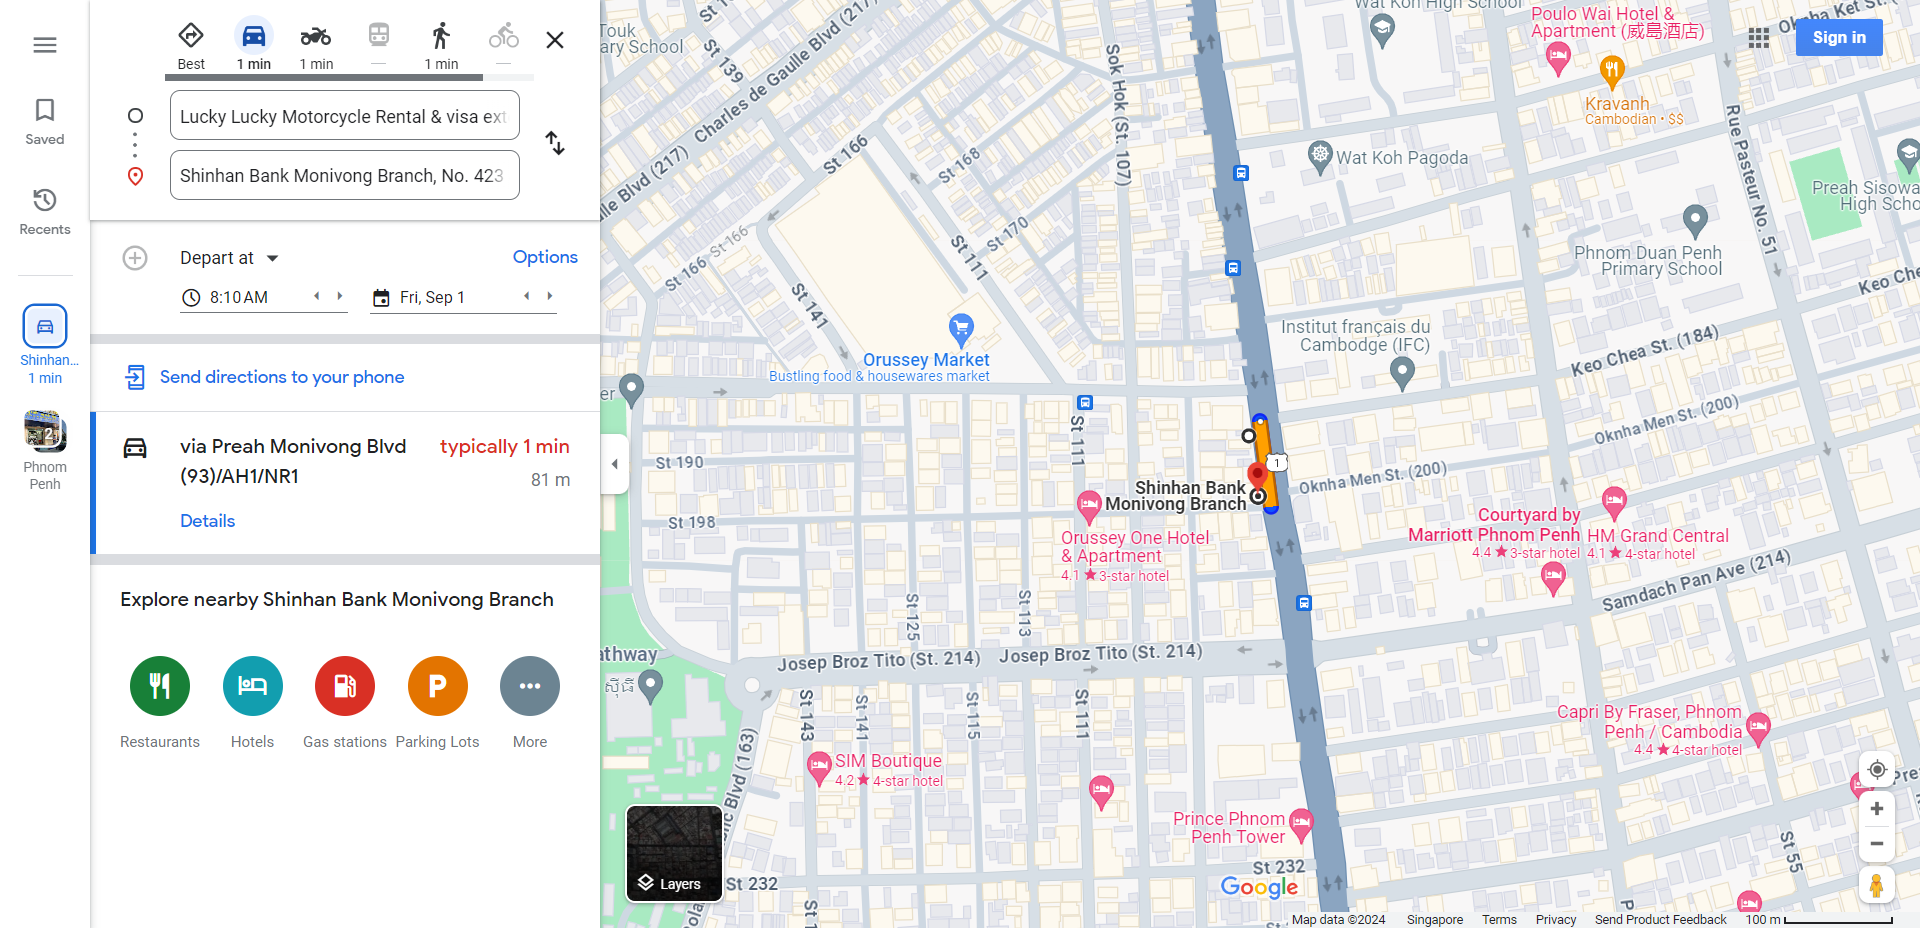 Best
1 min
1 min
—
1 min
—
Lucky Lucky Motorcycle Rental & visa ext
Shinhan Bank Monivong Branch, No. 423
Saved
Recents
Shinhan...
1 min
2
Phnom
Penh
Depart at
Options
8:10 AM
Fri, Sep 1
Send directions to your phone
via Preah Monivong Blvd
(93)/AH1/NR1
typically 1 min
81 m
Details
Explore nearby Shinhan Bank Monivong Branch
P
Restaurants
Hotels
Gas stations
Parking Lots
More
Layers
Touk
ary School
St 139
Charles de Gaulle Blvd (217)
lle Blvd (217)
St 166
St 168
St 166
St 166
St 170
St 111
St 141
Sok Hok (St. 107)
Wat Koh High School
Poulo Wai Hotel &
Apartment (威島酒店)
Oknha Ket St. (
Sign in
Kravanh
Cambodian • $$
Wat Koh Pagoda
Rue Pasteur No. 51
Preah Sisowa
High Scho
Phnom Duan Penh
Primary School
Keo Che
Institut français du
Cambodge (IFC)
Keo Chea St. (184)
Orussey Market
Bustling food & housewares market
er
St 111
St 190
St 198
1
Shinhan Bank
Monivong Branch
Oknha Men St. (200)
Oknha Men St. (200)
Orussey One Hotel
& Apartment
4.1 ★ 3-star hotel
Courtyard by
Marriott Phnom Penh
4.4 ★ 3-star hotel
HM Grand Central
4.1 ★ 4-star hotel
Samdach Pan Ave (214)
St 125
St 113
athway
Josep Broz Tito (St. 214)
Josep Broz Tito (St. 214)
St 143
St 141
St 115
St 111
SIM Boutique
4.2 ★ 4-star hotel
Capri By Fraser, Phnom
Penh / Cambodia
4.4 ★ 4-star hotel
Prince Phnom
Penh Tower
St 232
St 232
Blvd (163)
St 55
Pre
Google
Map data ©2024
Singapore
Terms
Privacy
Send Product Feedback
100 m